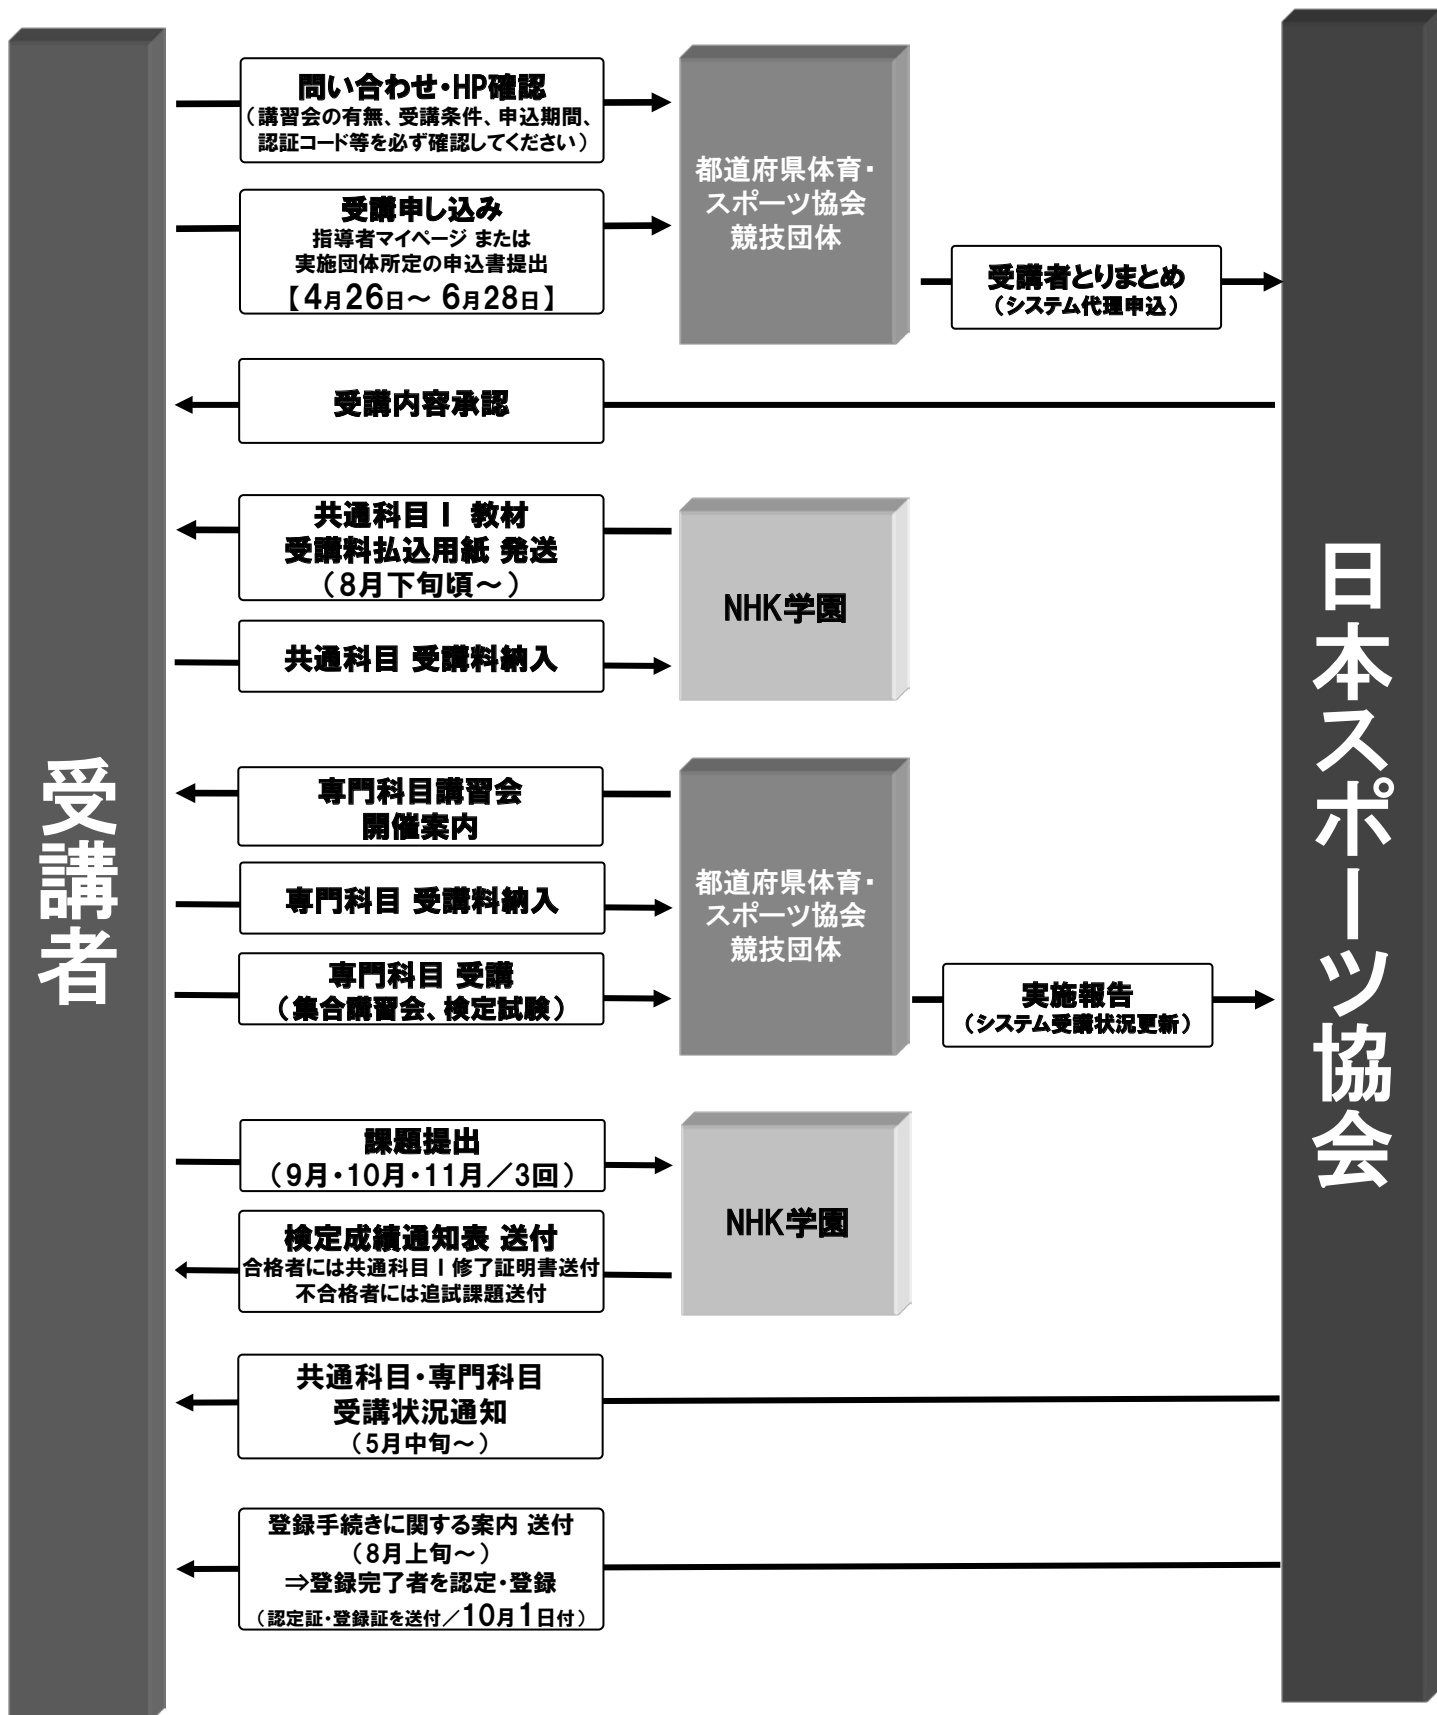 問い合わせ・HP確認
（講習会の有無、受講条件、申込期間、
認証コード等を必ず確認してください）
都道府県体育・
スポーツ協会
競技団体
受講申し込み
指導者マイページ または
実施団体所定の申込書提出
【4月26日～ 6月28日】
受講者とりまとめ
（システム代理申込）
受講内容承認
共通科目Ⅰ 教材
受講料払込用紙 発送
（8月下旬頃～）
NHK学園
共通科目 受講料納入
受講者
日本スポーツ協会
専門科目講習会
開催案内
専門科目 受講料納入
都道府県体育・
スポーツ協会
競技団体
専門科目 受講
（集合講習会、検定試験）
実施報告
（システム受講状況更新）
課題提出
（9月・10月・11月／3回）
NHK学園
検定成績通知表 送付
合格者には共通科目Ⅰ修了証明書送付
不合格者には追試課題送付
共通科目・専門科目
受講状況通知
（5月中旬～）
登録手続きに関する案内 送付
（8月上旬～）
⇒登録完了者を認定・登録
（認定証・登録証を送付／10月1日付）